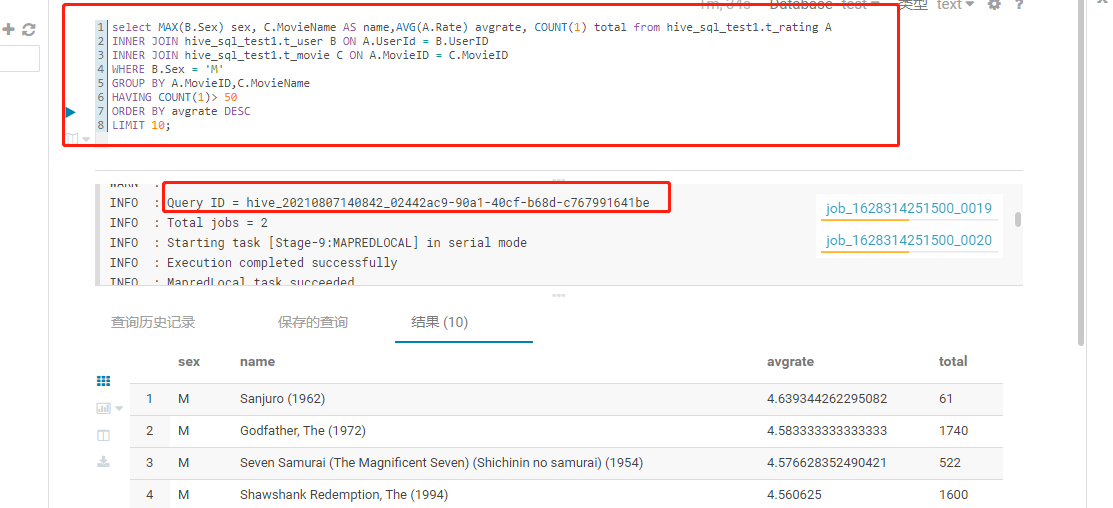 1m, 34s Database test 类型 text ?
1 select MAX(B.Sex) sex, C.MovieName AS name,AVG(A.Rate) avgrate, COUNT(1) total from hive_sql_test1.t_rating A
2 INNER JOIN hive_sql_test1.t_user B ON A.UserId = B.UserID
3 INNER JOIN hive_sql_test1.t_movie C ON A.MovieID = C.MovieID
4 WHERE B.Sex = 'M'
5 GROUP BY A.MovieID,C.MovieName
6 HAVING COUNT(1)> 50
7 ORDER BY avgrate DESC
8 LIMIT 10;
WARN :
INFO : Query ID = hive_20210807140842_02442ac9-90a1-40cf-b68d-c767991641be
INFO : Total jobs = 2
INFO : Starting task [Stage-9:MAPREDLOCAL] in serial mode
INFO : Execution completed successfully
INFO : MapredLocal task succeeded
job_1628314251500_0019
job_1628314251500_0020
查询历史记录 保存的查询 结果 (10)
sex name avgrate total
1 M Sanjuro (1962) 4.639344262295082 61
2 M Godfather, The (1972) 4.583333333333333 1740
3 M Seven Samurai (The Magnificent Seven) (Shichinin no samurai) (1954) 4.576628352490421 522
4 M Shawshank Redemption, The (1994) 4.560625 1600